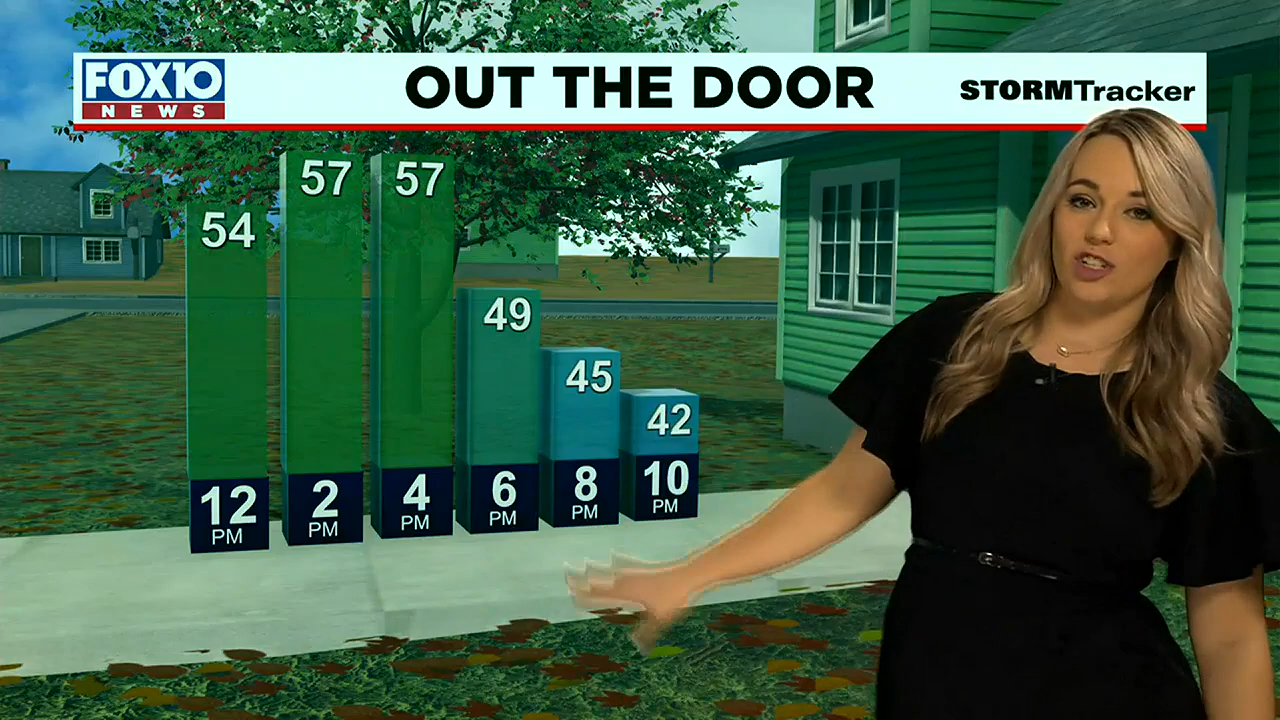 FOX10
NEWS
OUT THE DOOR
STORMTracker
54
57
57
49
45
42
12
PM
2
PM
4
PM
6
PM
8
PM
10
PM